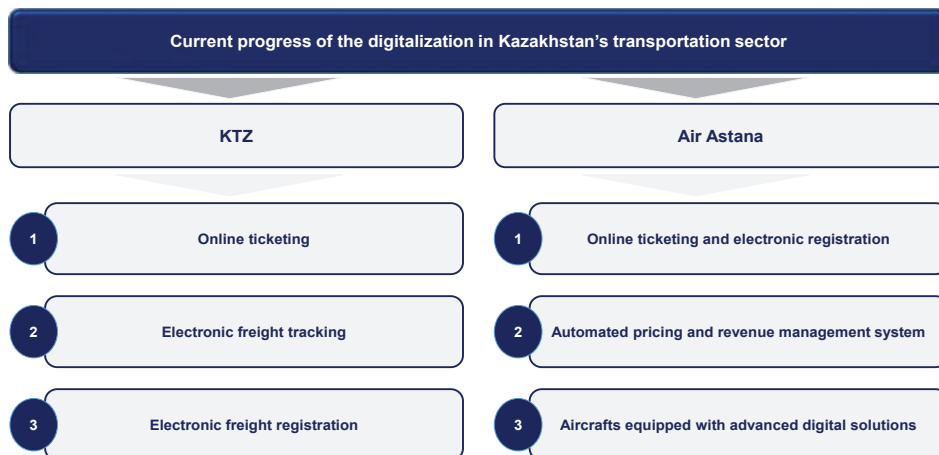 Current progress of the digitalization in Kazakhstan's transportation sector
KTZ
1
Online ticketing
2
Electronic freight tracking
3
Electronic freight registration
Air Astana
1
Online ticketing and electronic registration
2
Automated pricing and revenue management system
3
Aircrafts equipped with advanced digital solutions